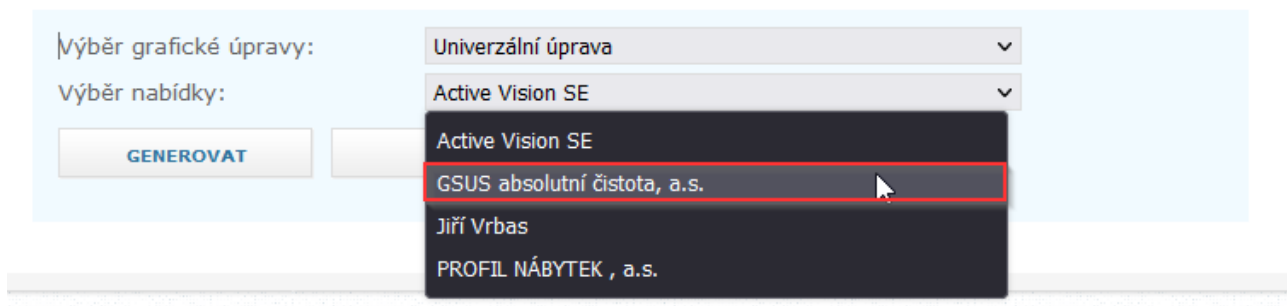 Výběr grafické úpravy: Univerzální úprava
Výběr nabídky: Active Vision SE
Active Vision SE
GENEROVAT
GSUS absolutní čistota, a.s.
Jiří Vrbas
PROFIL NÁBYTEK , a.s.